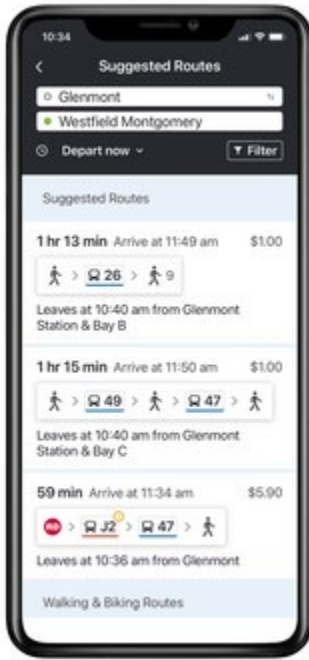 10:34
Suggested Routes
Glenmont
Westfield Montgomery
Depart now
Filter
Suggested Routes
1 hr 13 min Arrive at 11:49 am $1.00
26 9
Leaves at 10:40 am from Glenmont
Station & Bay B
1 hr 15 min Arrive at 11:50 am $1.00
49 47
Leaves at 10:40 am from Glenmont
Station & Bay C
59 min Arrive at 11:34 am $5.90
RD J2 47
Leaves at 10:36 am from Glenmont
Walking & Biking Routes